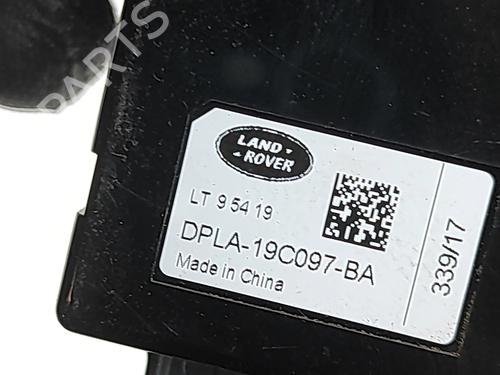 B-PARTS
LAND
ROVER
LT 9 54 19
DPLA-19C097-BA
Made in China
339/17